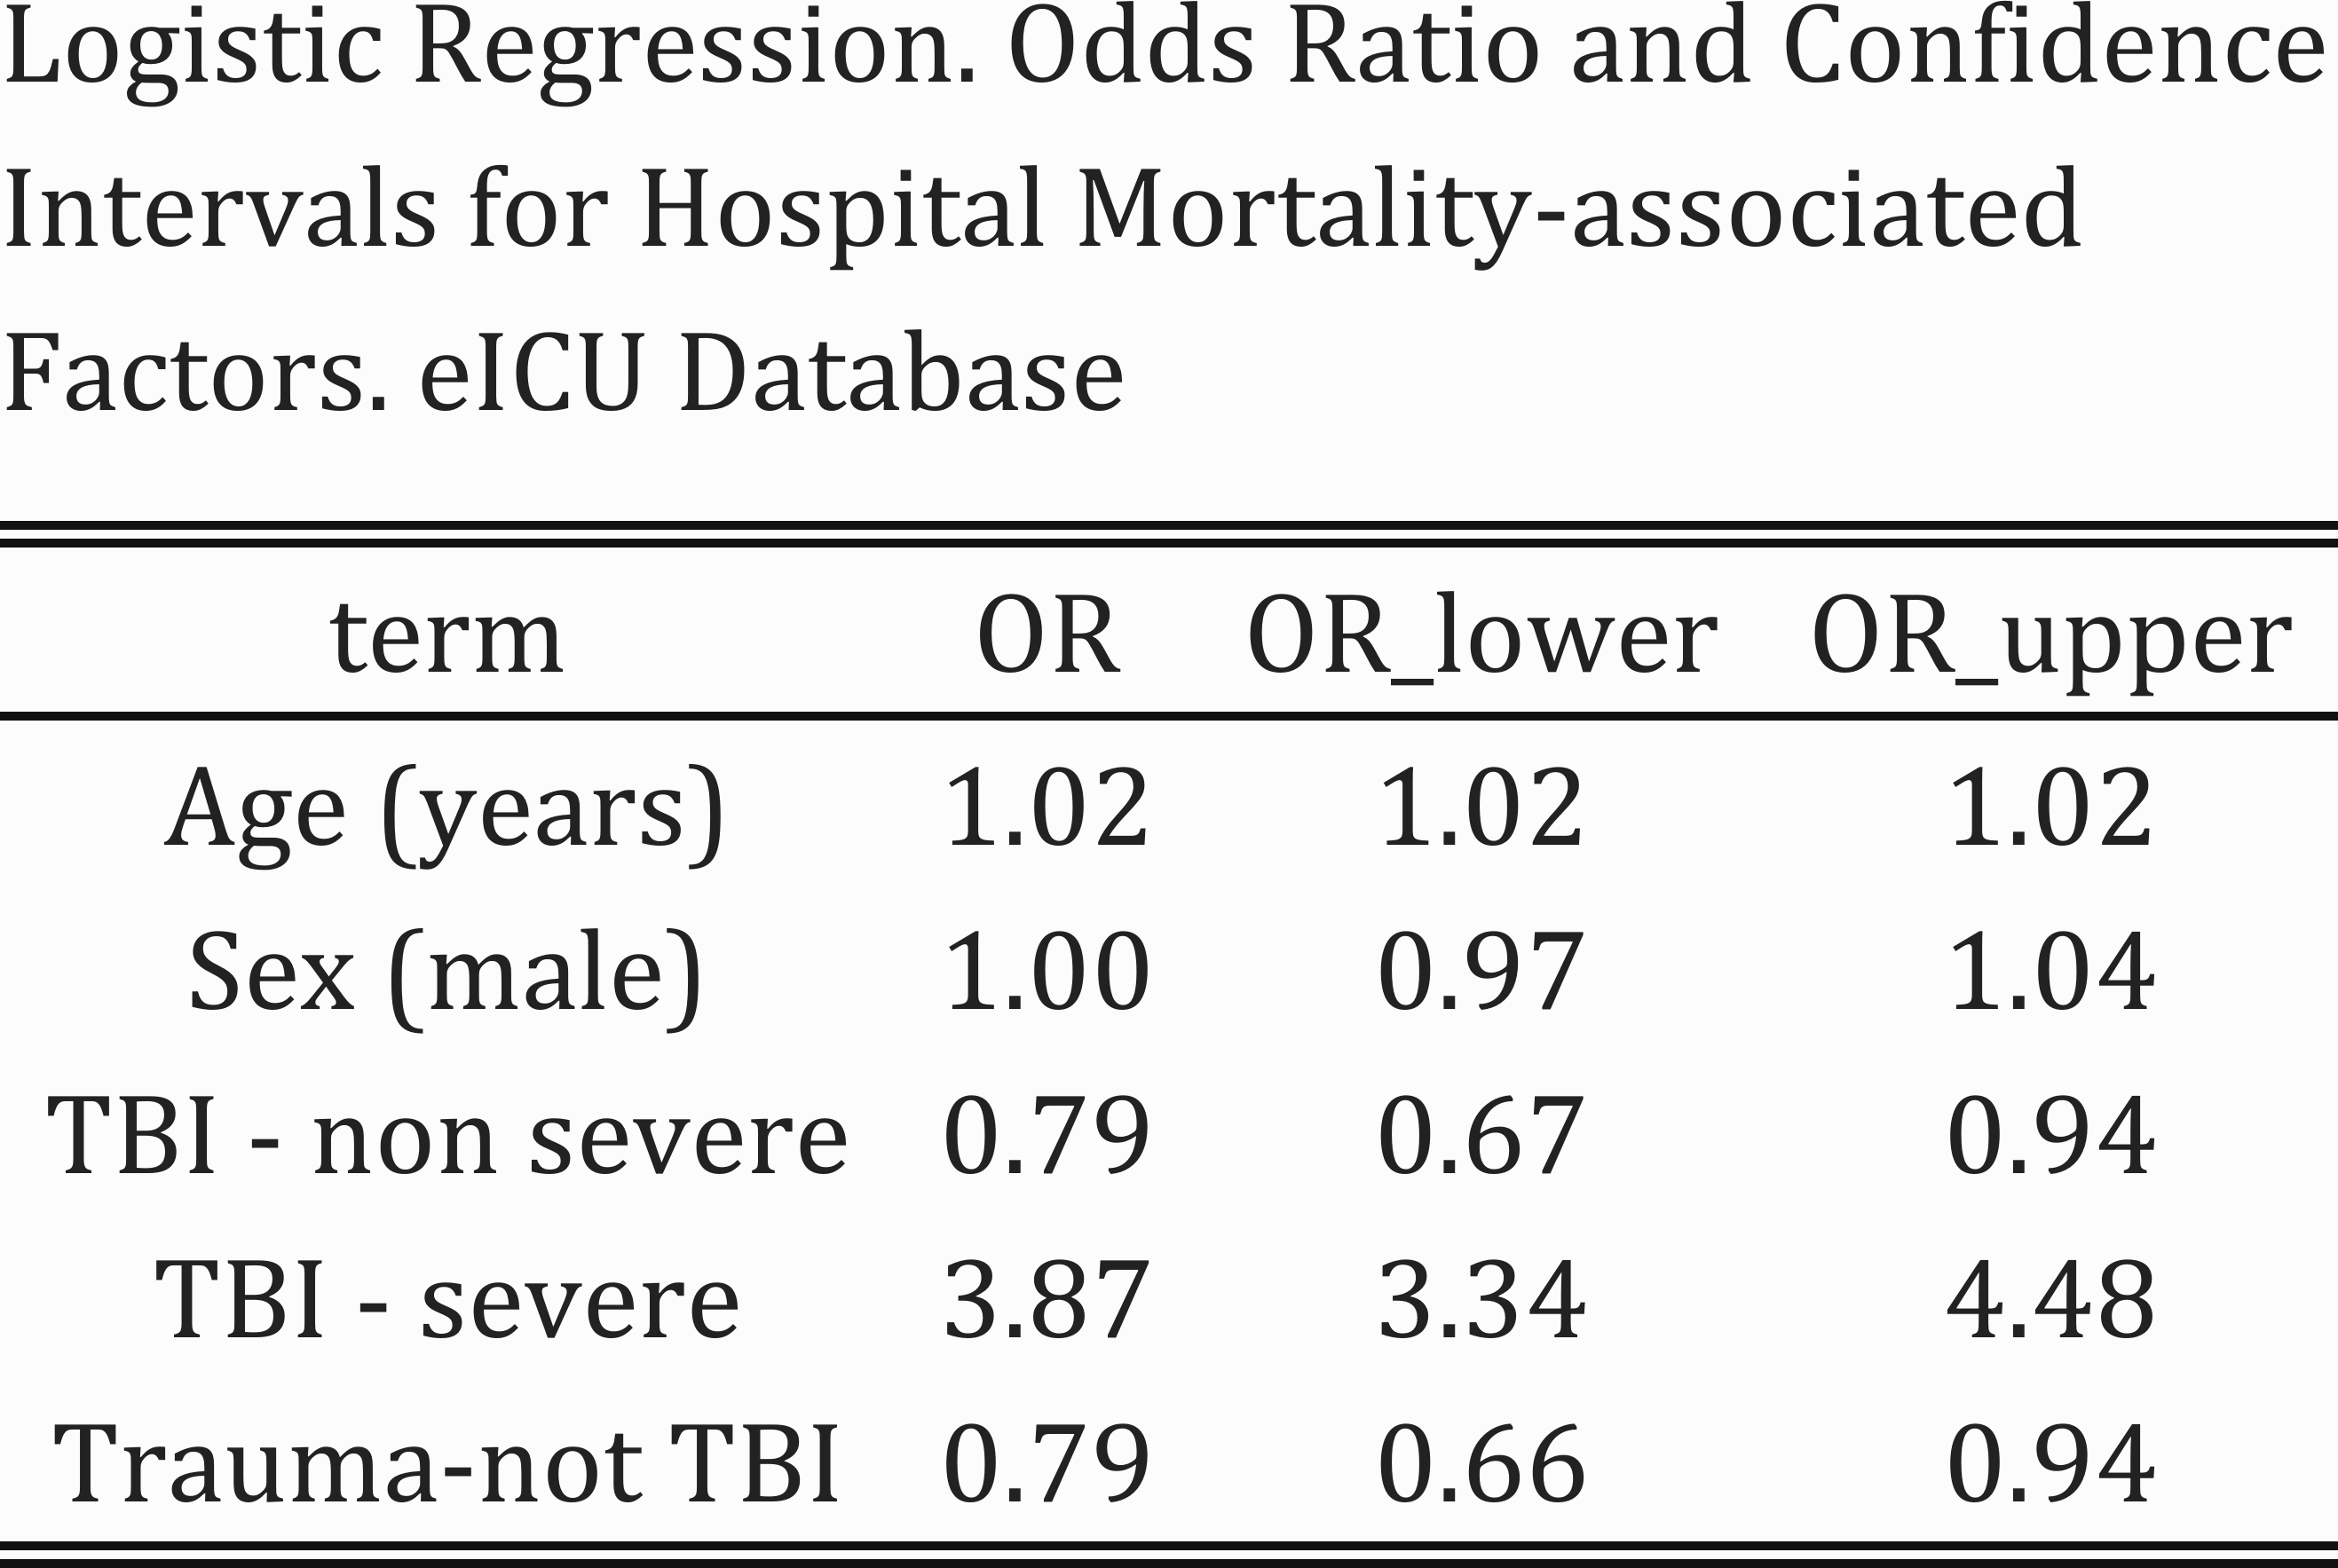 Logistic Regression. Odds Ratio and Confidence
Intervals for Hospital Mortality-associated
Factors. eICU Database
term OR OR_lower OR_upper
Age (years) 1.02 1.02 1.02
Sex (male) 1.00 0.97 1.04
TBI - non severe 0.79 0.67 0.94
TBI - severe 3.87 3.34 4.48
Trauma-not TBI 0.79 0.66 0.94